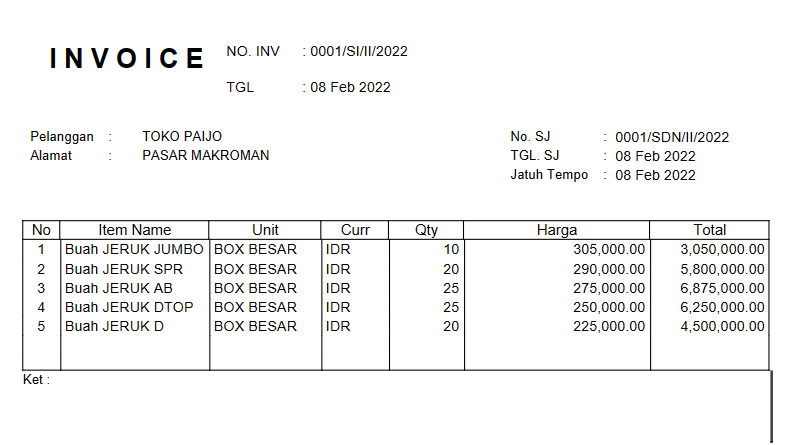 INVOICE NO. INV : 0001/SI/II/2022
TGL : 08 Feb 2022
Pelanggan : TOKO PAIJO No. SJ : 0001/SDN/II/2022
Alamat : PASAR MAKROMAN TGL. SJ : 08 Feb 2022
Jatuh Tempo : 08 Feb 2022
No Item Name Unit Curr Qty Harga Total
1 Buah JERUK JUMBO BOX BESAR IDR 10 305,000.00 3,050,000.00
2 Buah JERUK SPR BOX BESAR IDR 20 290,000.00 5,800,000.00
3 Buah JERUK AB BOX BESAR IDR 25 275,000.00 6,875,000.00
4 Buah JERUK DTOP BOX BESAR IDR 25 250,000.00 6,250,000.00
5 Buah JERUK D BOX BESAR IDR 20 225,000.00 4,500,000.00
Ket :